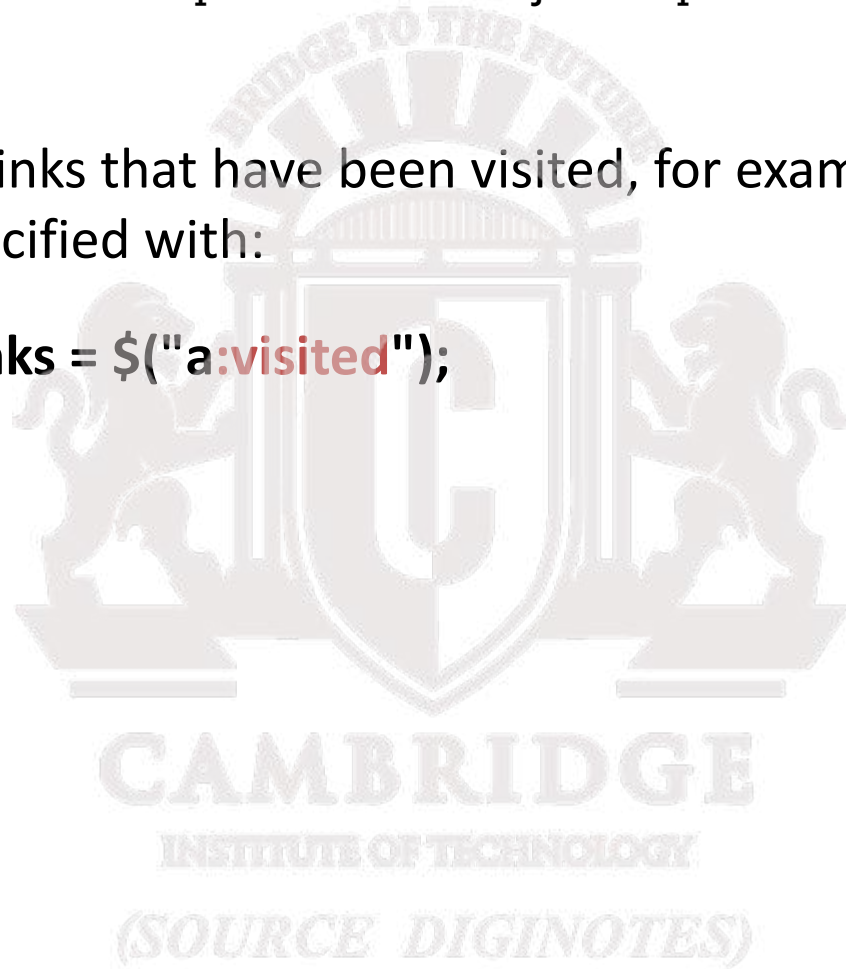 BRIDGE TO THE FUTURE
inks that have been visited, for exam
cified with:
ks = $("a:visited");
C
CAMBRIDGE
INSTITUTE OF TECHNOLOGY
(SOURCE DIGINOTES)